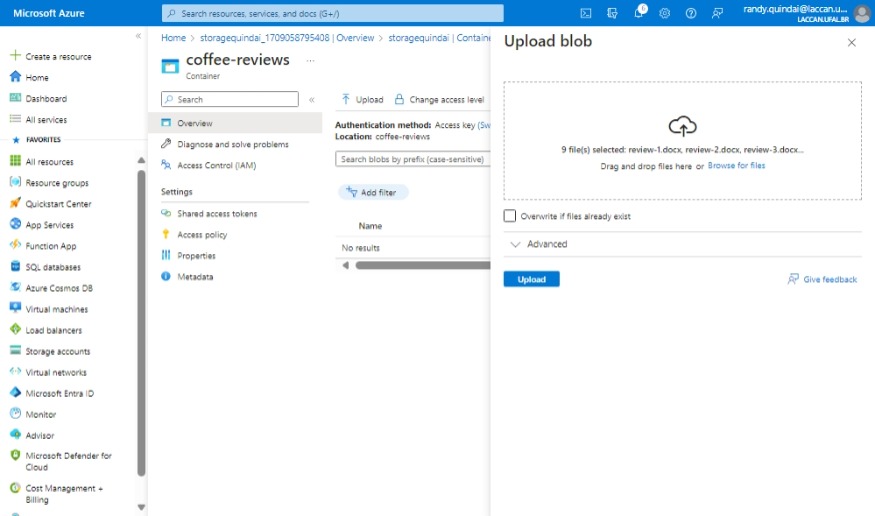 Microsoft Azure
Search resources, services, and docs (G+/)
randy.quindai@laccan.u...
LACCAN.UFAL.BR
Create a resource
Home
Dashboard
All services
FAVORITES
All resources
Resource groups
Quickstart Center
App Services
Function App
SQL databases
Azure Cosmos DB
Virtual machines
Load balancers
Storage accounts
Virtual networks
Microsoft Entra ID
Monitor
Advisor
Microsoft Defender for
Cloud
Cost Management +
Billing
Home > storagequindai_1709058795408 | Overview > storagequindai | Containe
coffee-reviews
Container
Search
Overview
Diagnose and solve problems
Access Control (IAM)
Settings
Shared access tokens
Access policy
Properties
Metadata
Upload
Change access level
Authentication method: Access key (Sw
Location: coffee-reviews
Search blobs by prefix (case-sensitive)
Add filter
Name
No results
Upload blob
9 file(s) selected: review-1.docx, review-2.docx, review-3.docx...
Drag and drop files here or Browse for files
Overwrite if files already exist
Advanced
Upload
Give feedback